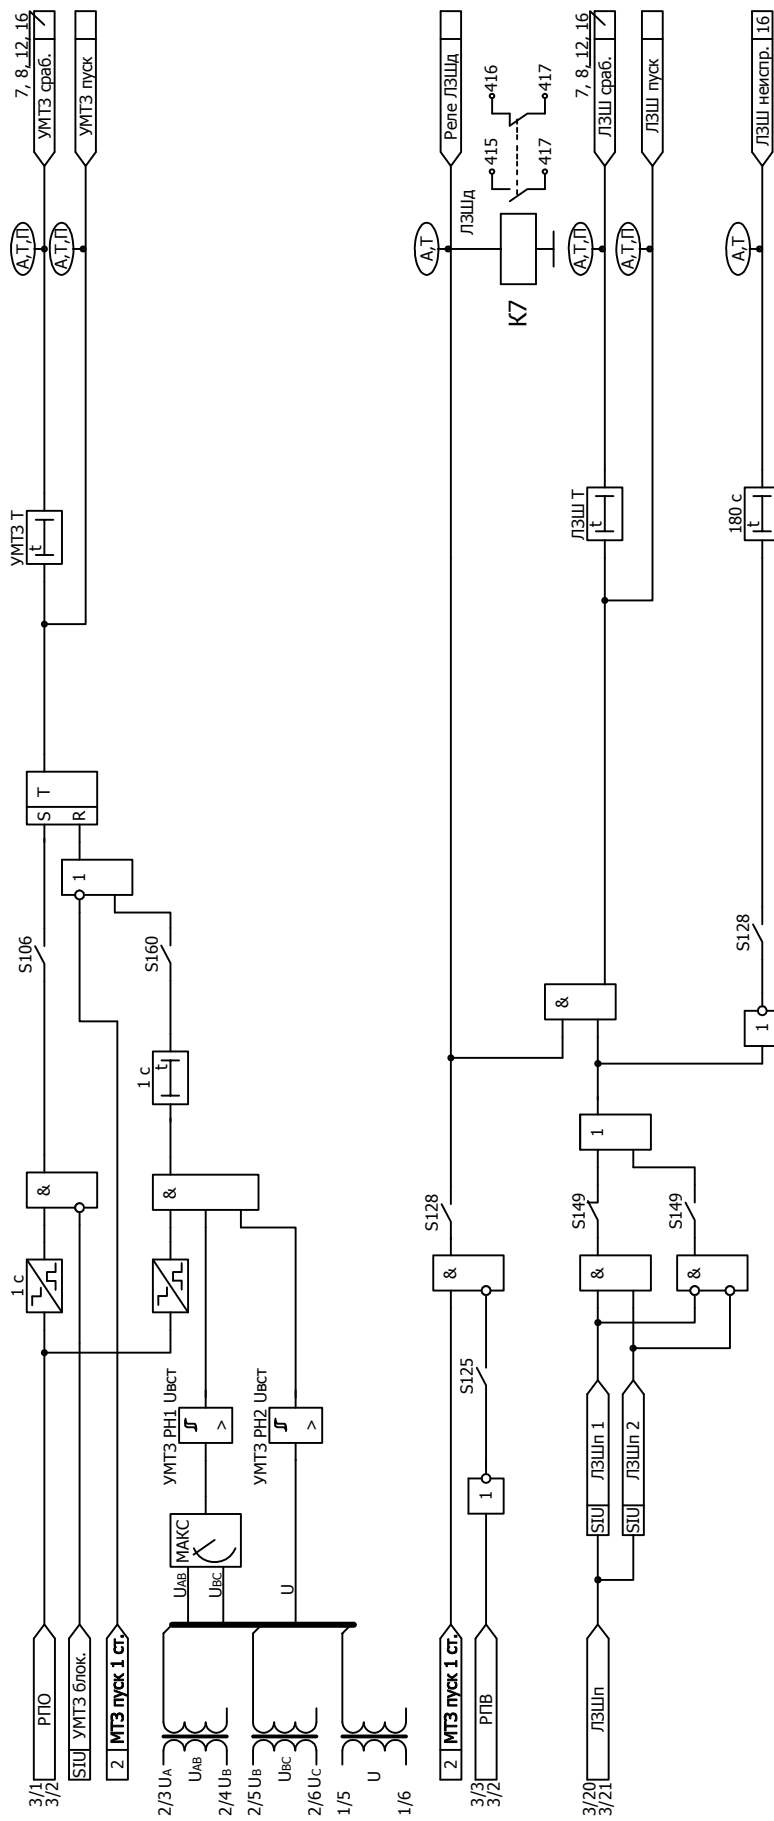 3/1
3/2
РПО
1 с
&
S106
S
T
R
УМТЗ T
t
А,Т,П
УМТЗ сраб.
7, 8, 12, 16
SIU
УМТЗ блок.
А,Т,П
УМТЗ пуск
2
МТЗ пуск 1 ст.
1
&
1 с
t
S160
2/3 UA
UAB
2/4 UB
2/5 UB
UBC
2/6 UC
1/5
U
1/6
UAB
UBC
U
МАКС
УМТЗ РН1 Uвст
>
УМТЗ РН2 Uвст
>
2
МТЗ пуск 1 ст.
&
S128
А,Т
Реле ЛЗШд
3/3
3/2
РПВ
1
S125
ЛЗШд
К7
415
417
416
417
3/20
3/21
ЛЗШп
SIU
ЛЗШп 1
SIU
ЛЗШп 2
&
S149
&
S149
1
&
ЛЗШ T
t
А,Т,П
ЛЗШ сраб.
7, 8, 12, 16
А,Т,П
ЛЗШ пуск
1
S128
180 с
t
А,Т
ЛЗШ неиспр.
16